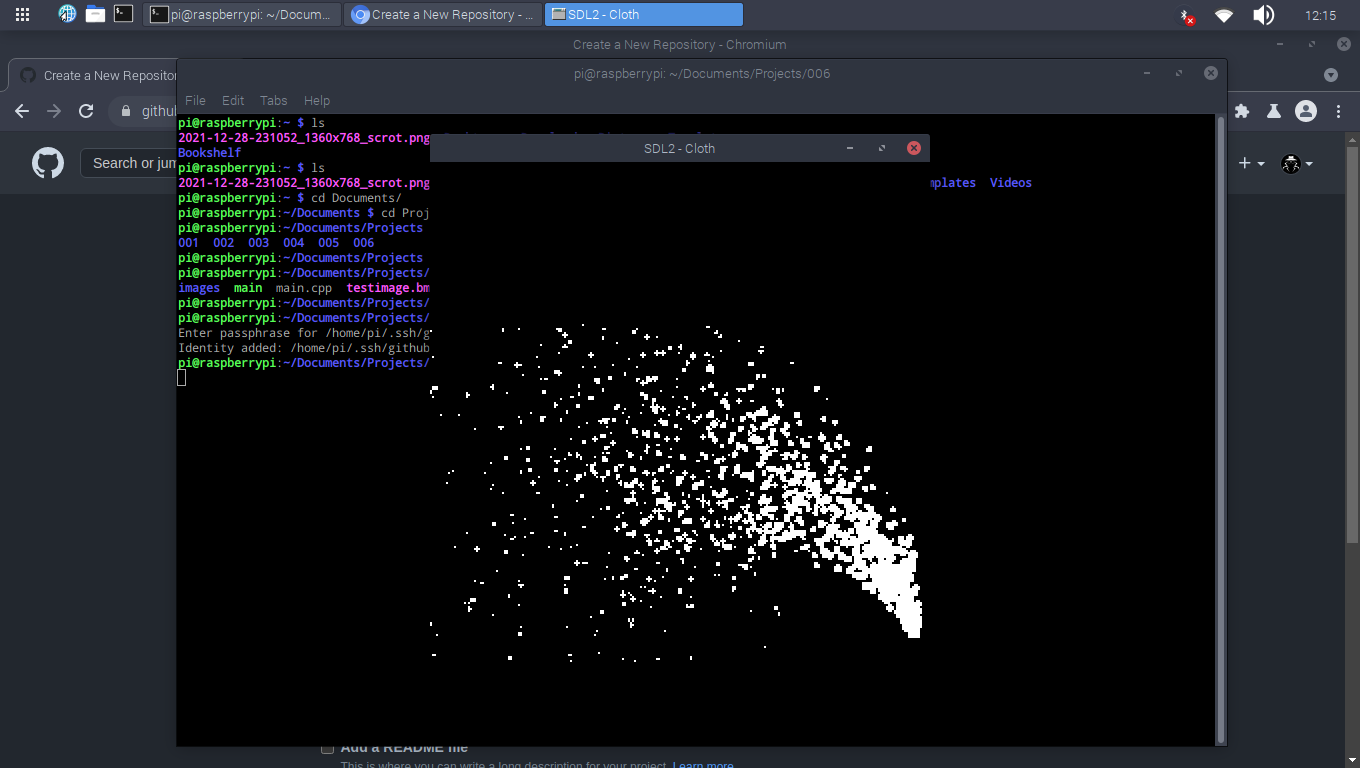 pi@raspberrypi: ~/Docum...
Create a New Repository - ...
SDL2 - Cloth
12:15
Create a New Repository - Chromium
Create a New Repositor
pi@raspberrypi: ~/Documents/Projects/006
File Edit Tabs Help
pi@raspberrypi:~ $ ls
2021-12-28-231052_1360x768_scrot.png
SDL2 - Cloth
Bookshelf
pi@raspberrypi:~ $ ls
2021-12-28-231052_1360x768_scrot.png mplates Videos
pi@raspberrypi:~ $ cd Documents/
pi@raspberrypi:~/Documents $ cd Proj
pi@raspberrypi:~/Documents/Projects
001 002 003 004 005 006
pi@raspberrypi:~/Documents/Projects
pi@raspberrypi:~/Documents/Projects/
images main main.cpp testimage.bm
pi@raspberrypi:~/Documents/Projects/
pi@raspberrypi:~/Documents/Projects/
Enter passphrase for /home/pi/.ssh/g
Identity added: /home/pi/.ssh/github
pi@raspberrypi:~/Documents/Projects/
githu
Search or jum
Add a README file
This is where you can write a long description for your project. Learn more.